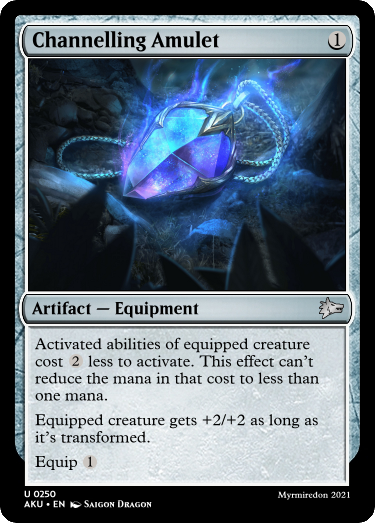 Channelling Amulet 1
Artifact — Equipment
Activated abilities of equipped creature
cost 2 less to activate. This effect can't
reduce the mana in that cost to less than
one mana.
Equipped creature gets +2/+2 as long as
it's transformed.
Equip 1
U 0250
AKU • EN SAIGON DRAGON
Myrmiredon 2021